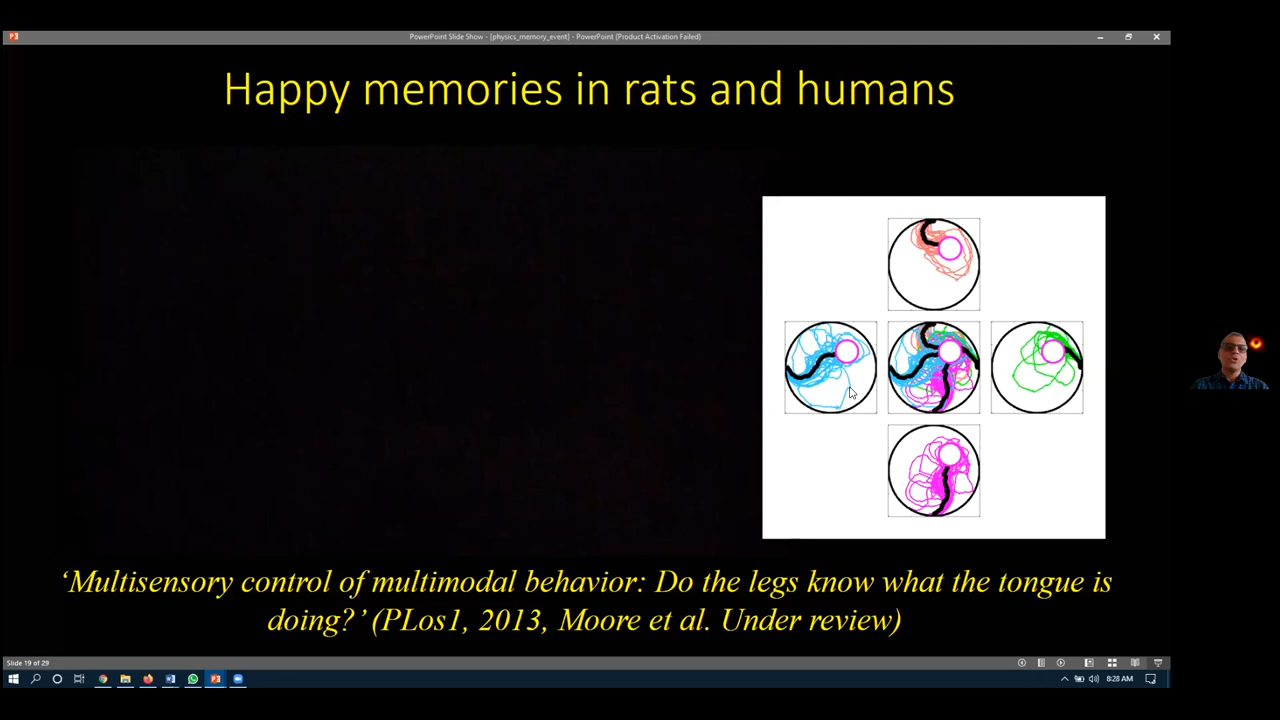 PowerPoint Slide Show - [physics_memory_event] - PowerPoint (Product Activation Failed)
Happy memories in rats and humans
‘Multisensory control of multimodal behavior: Do the legs know what the tongue is
doing?’ (PLos1, 2013, Moore et al. Under review)
Slide 19 of 29
8:28 AM